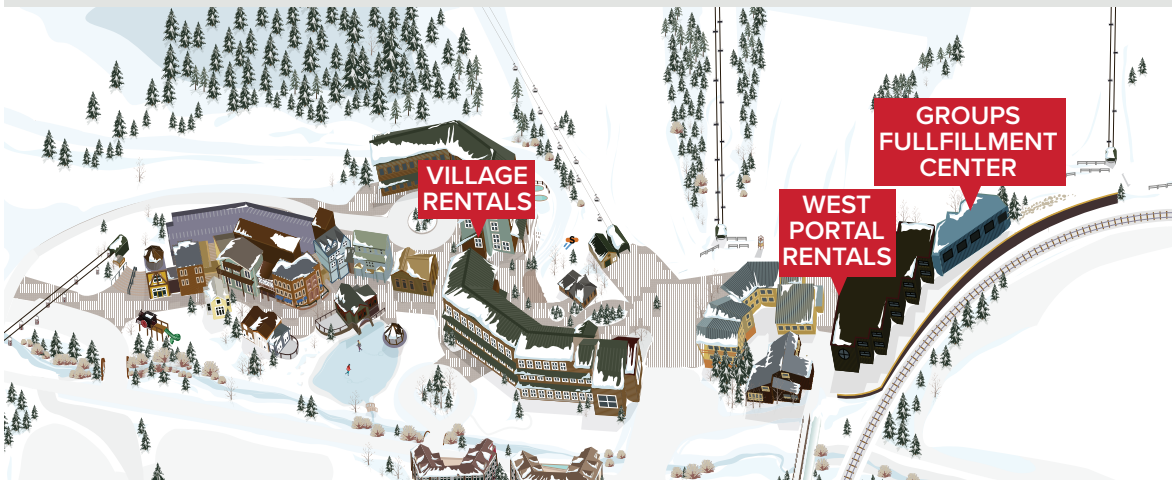 VILLAGE
RENTALS
WEST
PORTAL
RENTALS
GROUPS
FULLFILLMENT
CENTER